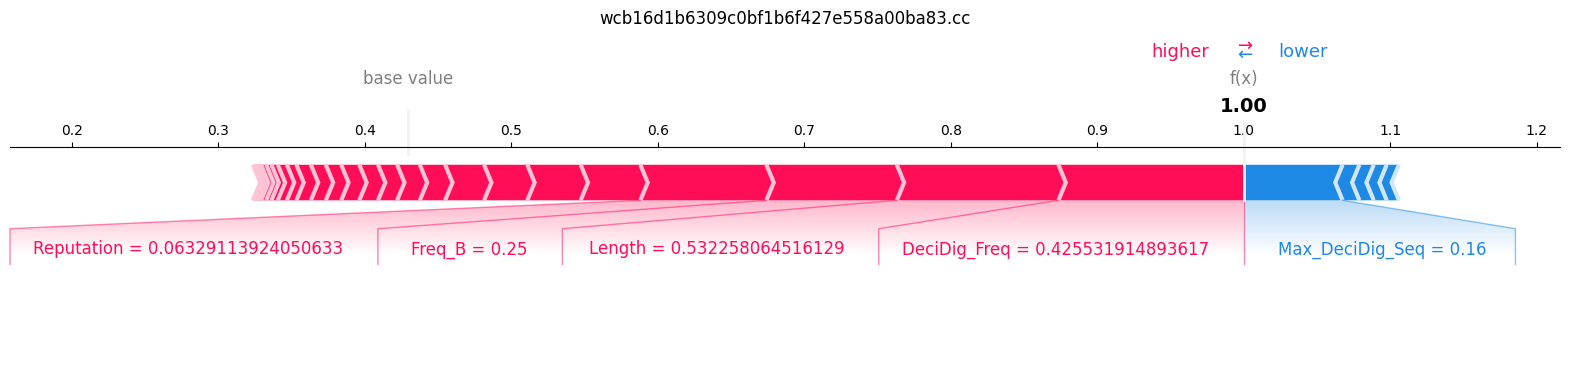 wcb16d1b6309c0bf1b6f427e558a00ba83.cc
higher → ← lower
base value f(x)
1.00
0.2 0.3 0.4 0.5 0.6 0.7 0.8 0.9 1.0 1.1 1.2
Reputation = 0.06329113924050633 Freq_B = 0.25 Length = 0.532258064516129 DeciDig_Freq = 0.425531914893617 Max_DeciDig_Seq = 0.16